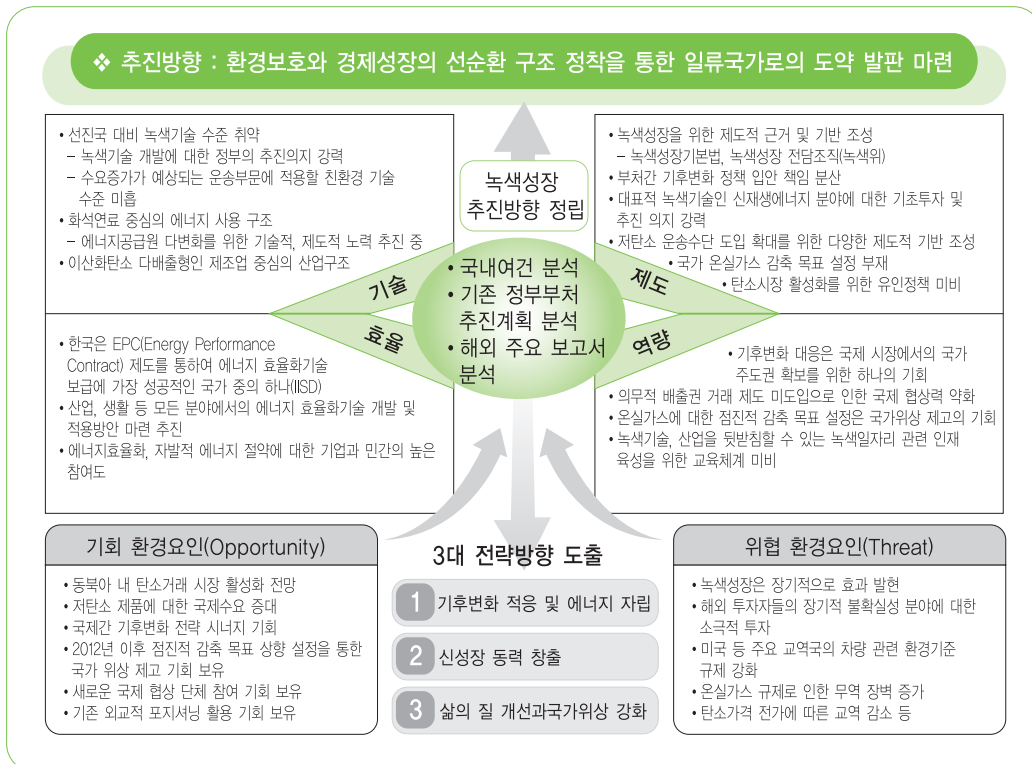 ❖ 추진방향 : 환경보호와 경제성장의 선순환 구조 정착을 통한 일류국가로의 도약 발판 마련
• 선진국 대비 녹색기술 수준 취약
– 녹색기술 개발에 대한 정부의 추진의지 강력
– 수요증가가 예상되는 운송부문에 적용할 친환경 기술
수준 미흡
• 화석연료 중심의 에너지 사용 구조
– 에너지공급원 다변화를 위한 기술적, 제도적 노력 추진 중
• 이산화탄소 다배출형인 제조업 중심의 산업구조
기술
녹색성장
추진방향 정립
• 녹색성장을 위한 제도적 근거 및 기반 조성
– 녹색성장기본법, 녹색성장 전담조직(녹색위)
• 부처간 기후변화 정책 입안 책임 분산
• 대표적 녹색기술인 신재생에너지 분야에 대한 기초투자 및
추진 의지 강력
• 저탄소 운송수단 도입 확대를 위한 다양한 제도적 기반 조성
국가 온실가스 감축 목표 설정 부재
• 탄소시장 활성화를 위한 유인정책 미비
제도
• 국내여건 분석
• 기존 정부부처
추진계획 분석
• 해외 주요 보고서
분석
효율
• 한국은 EPC(Energy Performance
Contract) 제도를 통하여 에너지 효율화기술
보급에 가장 성공적인 국가 중의 하나(IISD)
• 산업, 생활 등 모든 분야에서의 에너지 효율화기술 개발 및
적용방안 마련 추진
• 에너지효율화, 자발적 에너지 절약에 대한 기업과 민간의 높은
참여도
역량
• 기후변화 대응은 국제 시장에서의 국가
주도권 확보를 위한 하나의 기회
• 의무적 배출권 거래 제도 미도입으로 인한 국제 협상력 약화
• 온실가스에 대한 점진적 감축 목표 설정은 국가위상 제고의 기회
• 녹색기술, 산업을 뒷받침할 수 있는 녹색일자리 관련 인재
육성을 위한 교육체계 미비
기회 환경요인(Opportunity)
• 동북아 내 탄소거래 시장 활성화 전망
• 저탄소 제품에 대한 국제수요 증대
• 국제간 기후변화 전략 시너지 기회
• 2012년 이후 점진적 감축 목표 상향 설정을 통한
국가 위상 제고 기회 보유
• 새로운 국제 협상 단체 참여 기회 보유
• 기존 외교적 포지셔닝 활용 기회 보유
3대 전략방향 도출
1 기후변화 적응 및 에너지 자립
2 신성장 동력 창출
3 삶의 질 개선과국가위상 강화
위협 환경요인(Threat)
• 녹색성장은 장기적으로 효과 발현
• 해외 투자자들의 장기적 불확실성 분야에 대한
소극적 투자
• 미국 등 주요 교역국의 차량 관련 환경기준
규제 강화
• 온실가스 규제로 인한 무역 장벽 증가
• 탄소가격 전가에 따른 교역 감소 등